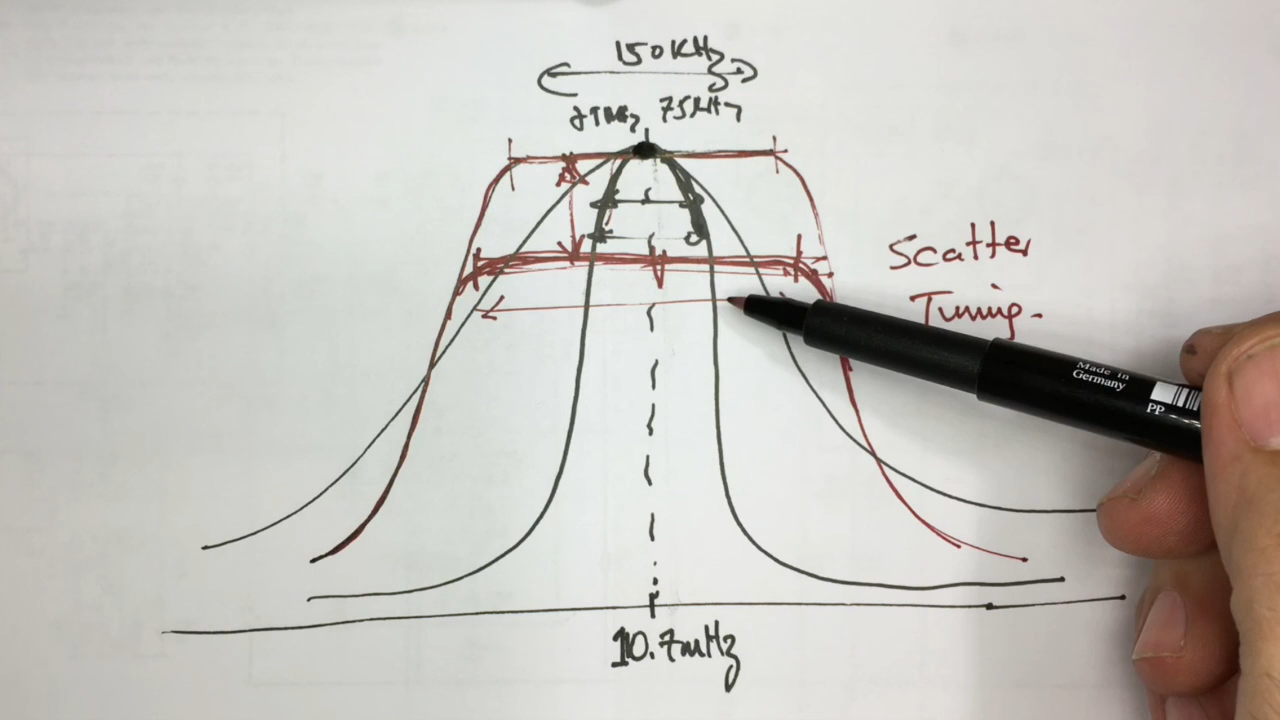 150KHz
75KHz
Scatter
Tuning.
Made in
Germany
PP
10.7mHz